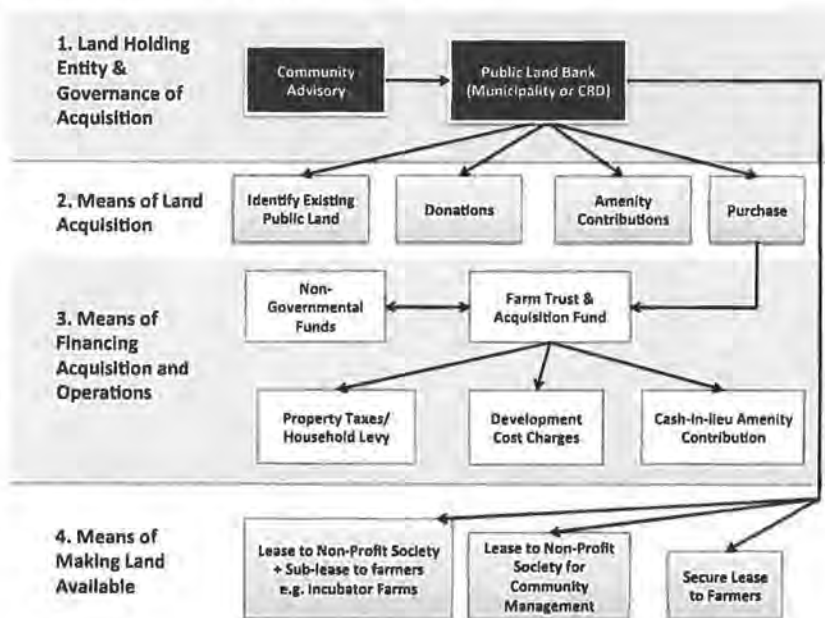 1. Land Holding
Entity &
Governance of
Acquisition
Community
Advisory
Public Land Bank
(Municipality or CRD)
2. Means of Land
Acquisition
Identify Existing
Public Land
Donations
Amenity
Contributions
Purchase
3. Means of
Financing
Acquisition and
Operations
Non-
Governmental
Funds
Farm Trust &
Acquisition Fund
Property Taxes/
Household Levy
Development
Cost Charges
Cash-in-lieu Amenity
Contribution
4. Means of
Making Land
Available
Lease to Non-Profit Society
+ Sub-lease to farmers
e.g. Incubator Farms
Lease to Non-Profit
Society for
Community
Management
Secure Lease
to Farmers